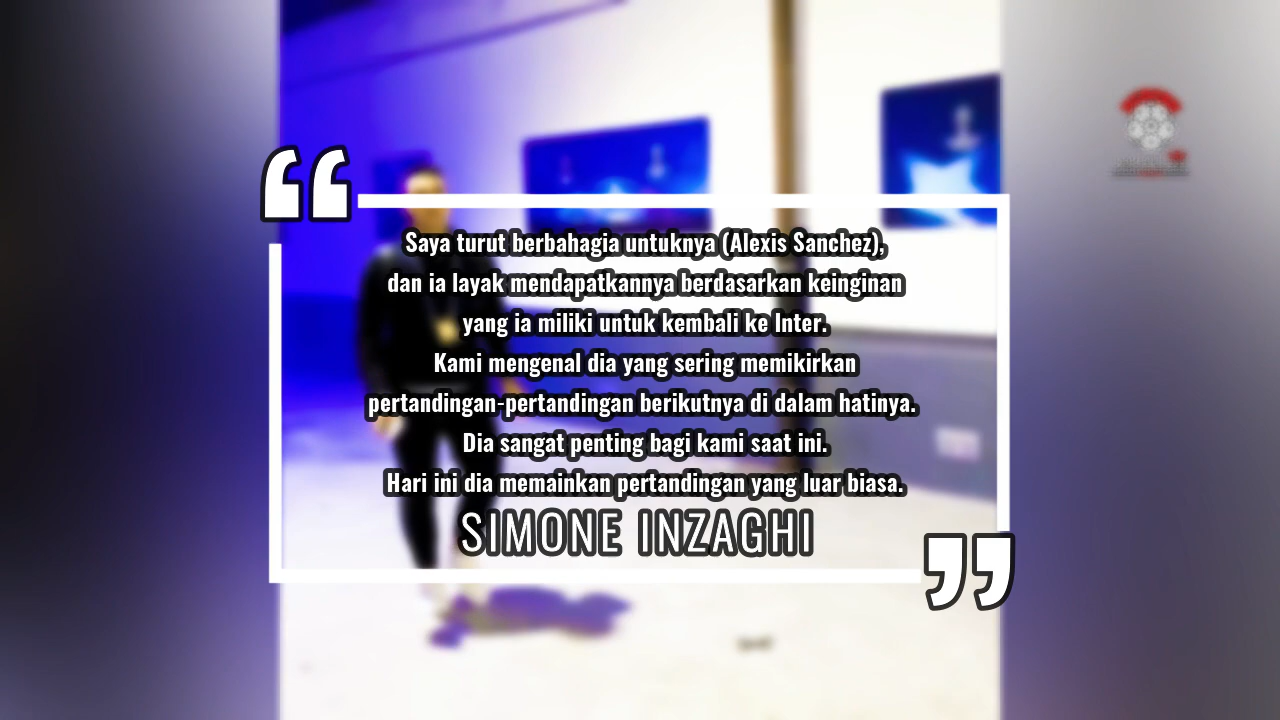 Saya turut berbahagia untuknya (Alexis Sanchez),
dan ia layak mendapatkannya berdasarkan keinginan
yang ia miliki untuk kembali ke Inter.
Kami mengenal dia yang sering memikirkan
pertandingan-pertandingan berikutnya di dalam hatinya.
Dia sangat penting bagi kami saat ini.
Hari ini dia memainkan pertandingan yang luar biasa.
SIMONE INZAGHI